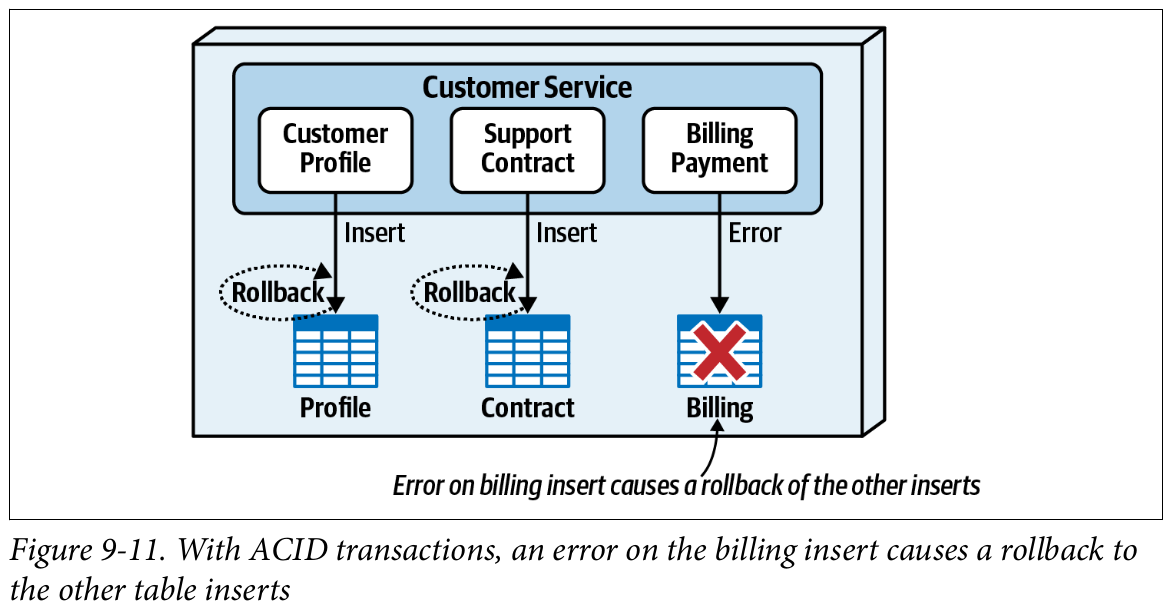 Customer Service
Customer
Profile
Support
Contract
Billing
Payment
Insert
Insert
Error
Rollback
Rollback
Profile
Contract
Billing
Error on billing insert causes a rollback of the other inserts
Figure 9-11. With ACID transactions, an error on the billing insert causes a rollback to
the other table inserts